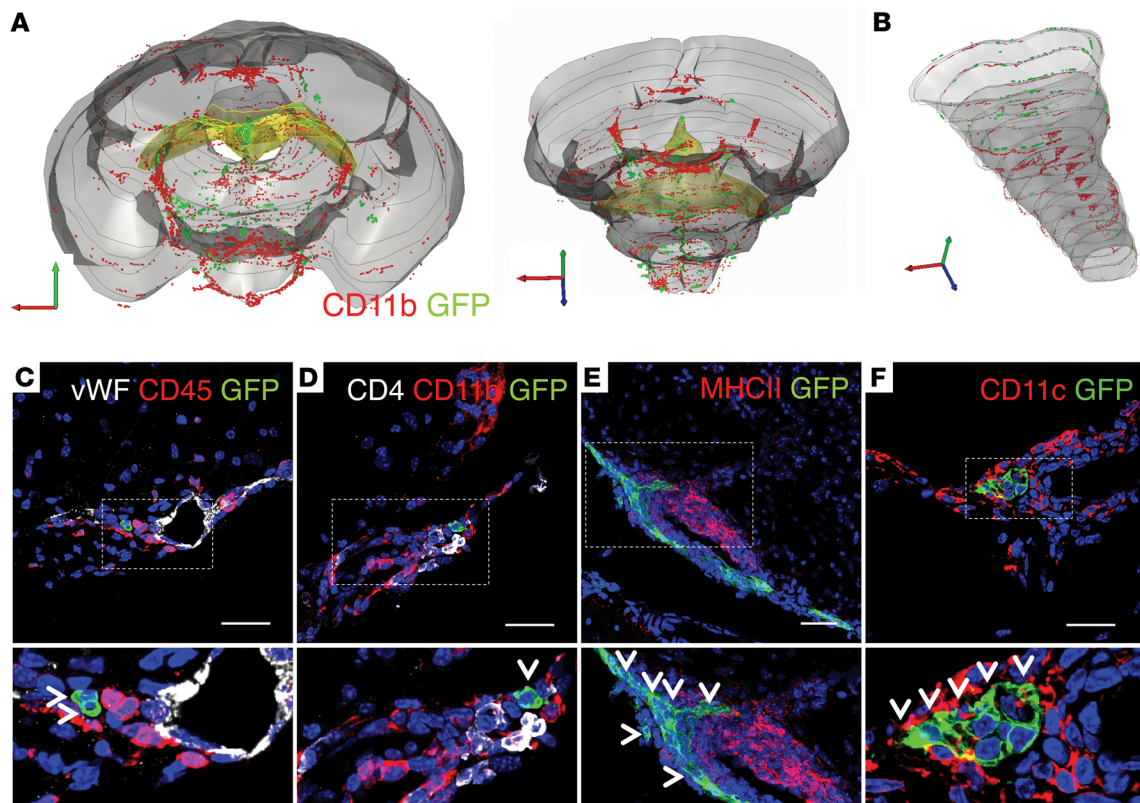 A
B
CD11b GFP
C
vWF CD45 GFP
D
CD4 CD11b GFP
E
MHCII GFP
F
CD11c GFP